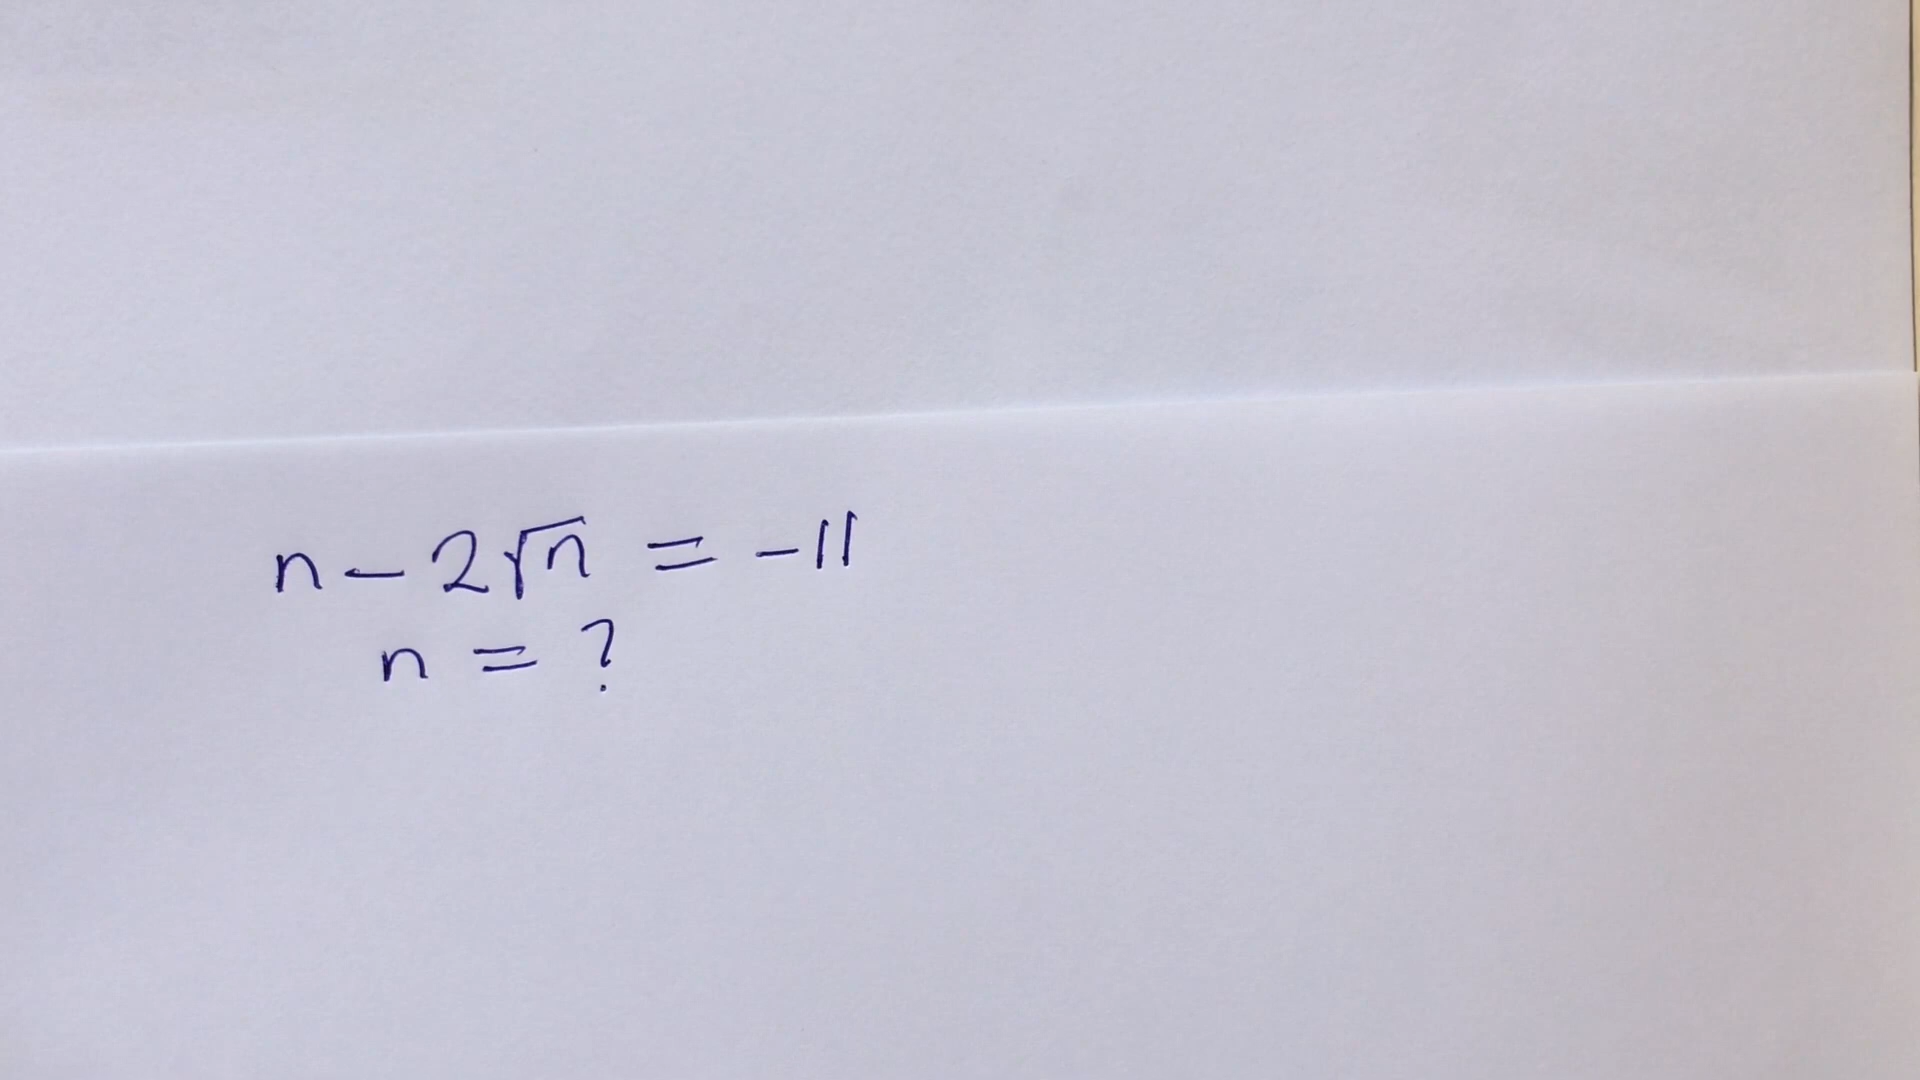 n - 2√n = -11
n = ?